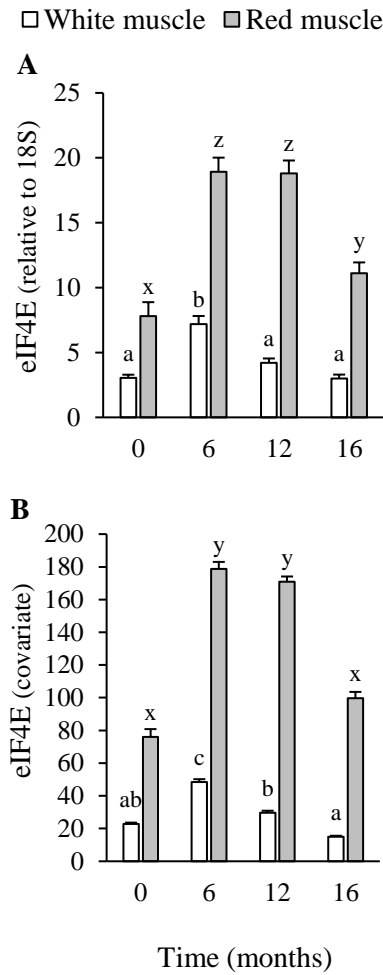 White muscle Red muscle
A
eIF4E (relative to 18S)
25
20
15
10
5
0
a x b z a z a y
0 6 12 16
B
eIF4E (covariate)
200
180
160
140
120
100
80
60
40
20
0
ab x c y b y a x
0 6 12 16
Time (months)